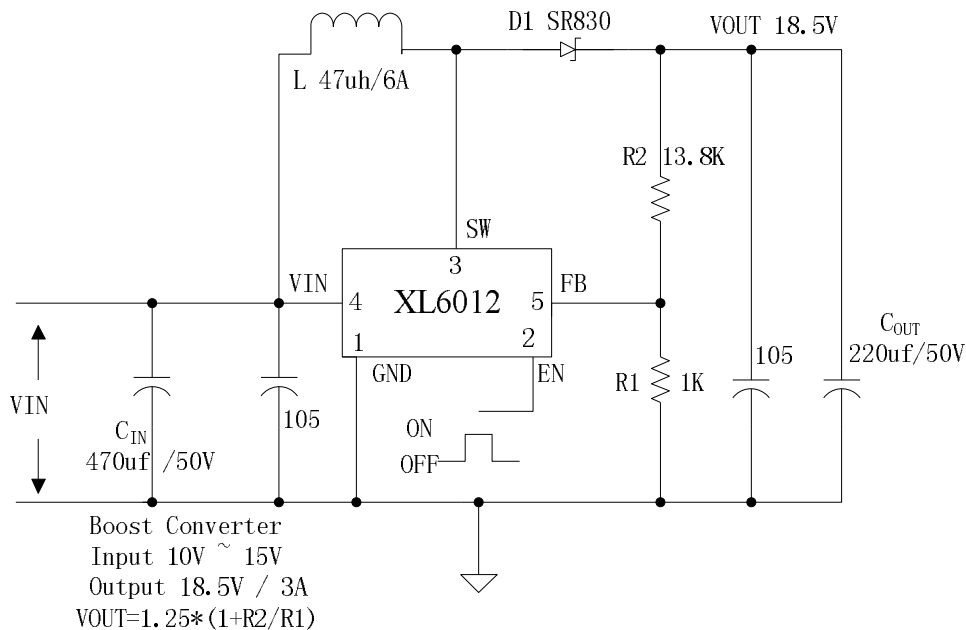 D1 SR830
VOUT 18.5V
L 47uh/6A
R2 13.8K
SW
3
VIN
4
XL6012
5
FB
1
2
GND
EN
C_OUT
220uf/50V
105
R1
1K
VIN
C_IN
470uf /50V
105
ON
OFF
Boost Converter
Input 10V ~ 15V
Output 18.5V / 3A
VOUT=1.25*(1+R2/R1)